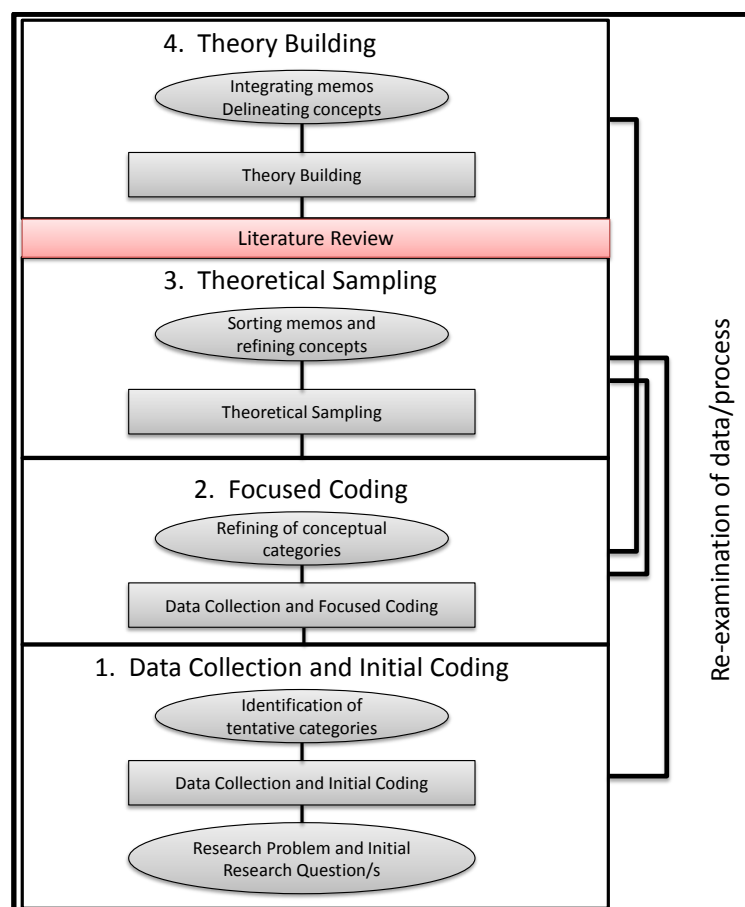 4. Theory Building
Integrating memos
Delineating concepts
Theory Building
Literature Review
3. Theoretical Sampling
Sorting memos and
refining concepts
Theoretical Sampling
2. Focused Coding
Refining of conceptual
categories
Data Collection and Focused Coding
1. Data Collection and Initial Coding
Identification of
tentative categories
Data Collection and Initial Coding
Research Problem and Initial
Research Question/s
Re-examination of data/process